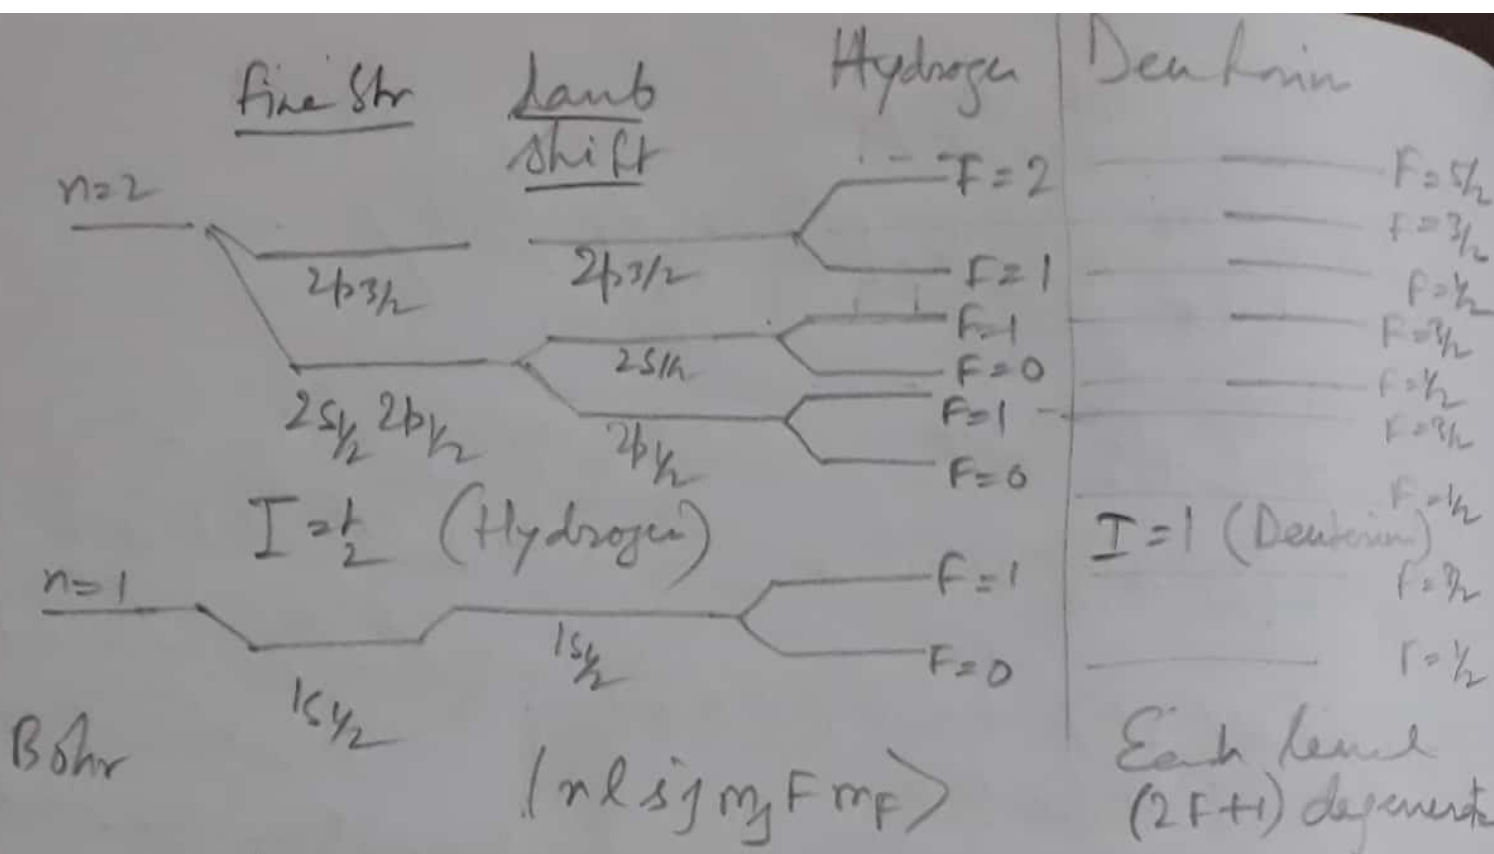 fine Str
Lamb
shift
Hydrogen
Deuterium
n=2
F=2
F=5/2
F=3/2
2p3/2
2p3/2
F=1
F=1/2
F=1
F=3/2
2S1/2
F=0
F=1/2
2S1/2 2p1/2
F=1
F=3/2
2p1/2
F=0
F=1/2
I=1/2 (Hydrogen)
I=1 (Deuterium)
n=1
F=1
F=3/2
1S1/2
F=0
F=1/2
1S1/2
Bohr
|n l s j mj F mF>
Each level
(2F+1) degenerate